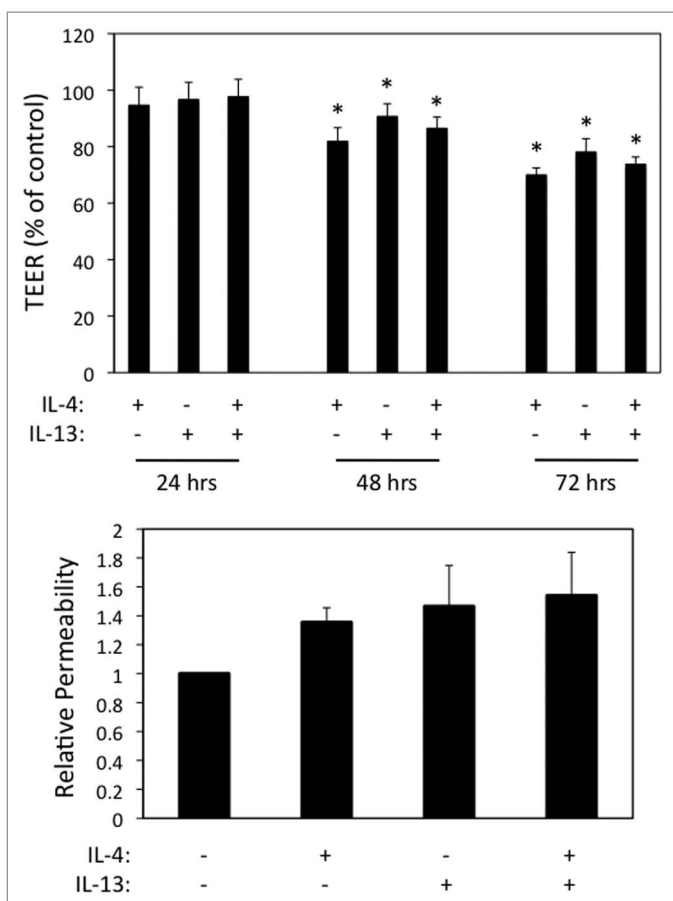 120
100
80
60
40
20
0
TEER (% of control)
* * *
* * *
IL-4: + - + + - + + - +
IL-13: - + + - + + - + +
24 hrs 48 hrs 72 hrs
2
1.8
1.6
1.4
1.2
1
0.8
0.6
0.4
0.2
0
Relative Permeability
IL-4: - + - +
IL-13: - - + +